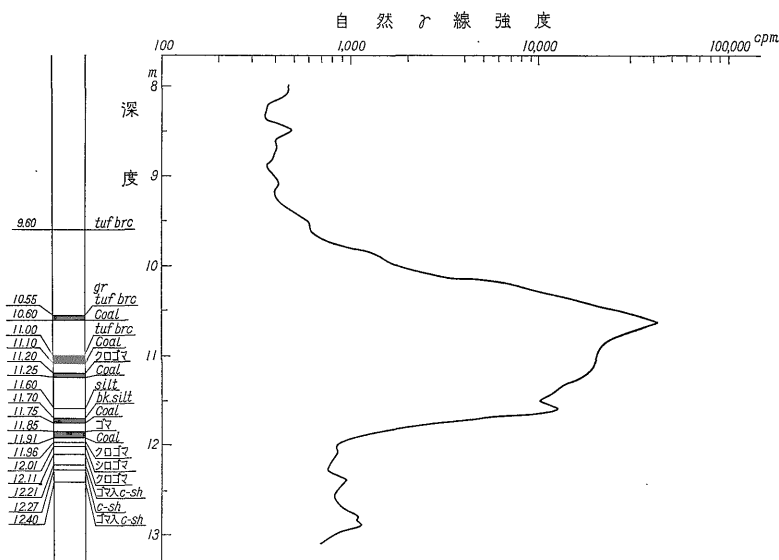 自然γ線強度
100 1,000 10,000 100,000 cpm
m
深度
8
9
10
11
12
13
9.60 tuf brc
gr
10.55 tuf brc
10.60 Coal
11.00 tuf brc
11.10 Coal
11.20 クロゴマ
11.25 Coal
11.60 silt
11.70 bk.silt
11.75 Coal
11.85 ゴマ
11.91 Coal
11.96 クロゴマ
12.01 シロゴマ
12.11 クロゴマ
12.21 ゴマ入c-sh
12.27 c-sh
12.40 ゴマ入c-sh